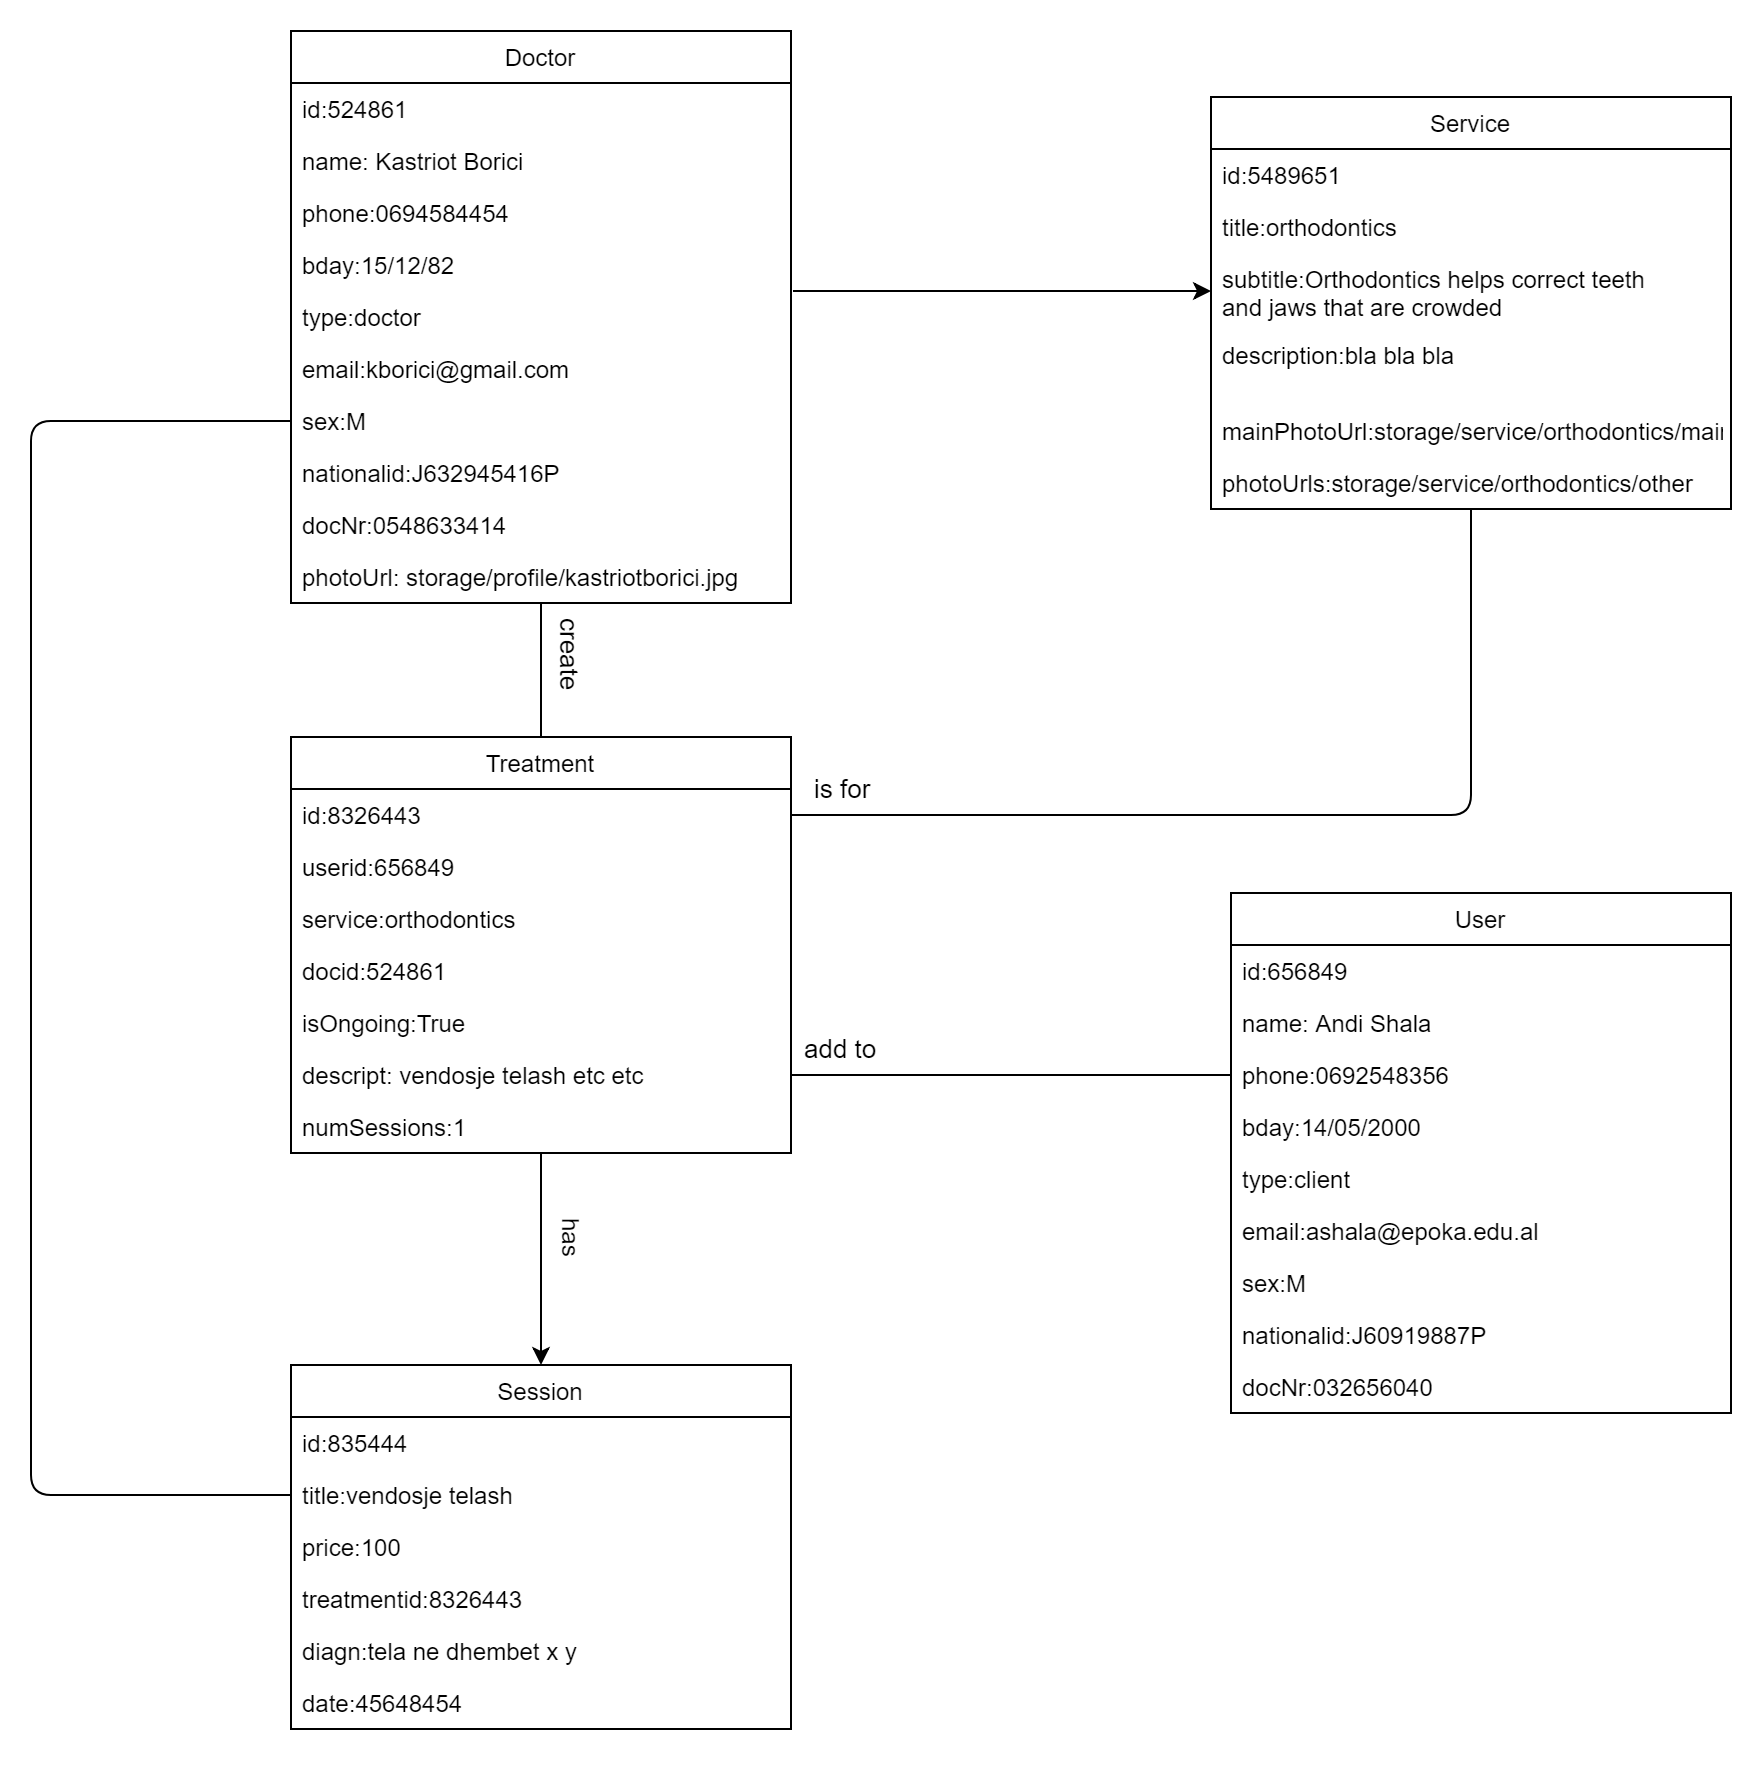 Doctor
id:524861
name: Kastriot Borici
phone:0694584454
bday:15/12/82
type:doctor
email:kborici@gmail.com
sex:M
nationalid:J632945416P
docNr:0548633414
photoUrl: storage/profile/kastriotborici.jpg
Service
id:5489651
title:orthodontics
subtitle:Orthodontics helps correct teeth
and jaws that are crowded
description:bla bla bla
mainPhotoUrl:storage/service/orthodontics/mai
photoUrls:storage/service/orthodontics/other
create
Treatment
id:8326443
userid:656849
service:orthodontics
docid:524861
isOngoing:True
descript: vendosje telash etc etc
numSessions:1
is for
add to
User
id:656849
name: Andi Shala
phone:0692548356
bday:14/05/2000
type:client
email:ashala@epoka.edu.al
sex:M
nationalid:J60919887P
docNr:032656040
has
Session
id:835444
title:vendosje telash
price:100
treatmentid:8326443
diagn:tela ne dhembet x y
date:45648454